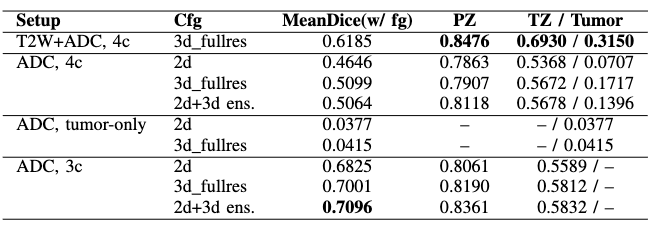 Setup Cfg MeanDice(w/ fg) PZ TZ / Tumor
T2W+ADC, 4c 3d_fullres 0.6185 0.8476 0.6930 / 0.3150
ADC, 4c 2d 0.4646 0.7863 0.5368 / 0.0707
3d_fullres 0.5099 0.7907 0.5672 / 0.1717
2d+3d ens. 0.5064 0.8118 0.5678 / 0.1396
ADC, tumor-only 2d 0.0377 – – / 0.0377
3d_fullres 0.0415 – – / 0.0415
ADC, 3c 2d 0.6825 0.8061 0.5589 / –
3d_fullres 0.7001 0.8190 0.5812 / –
2d+3d ens. 0.7096 0.8361 0.5832 / –